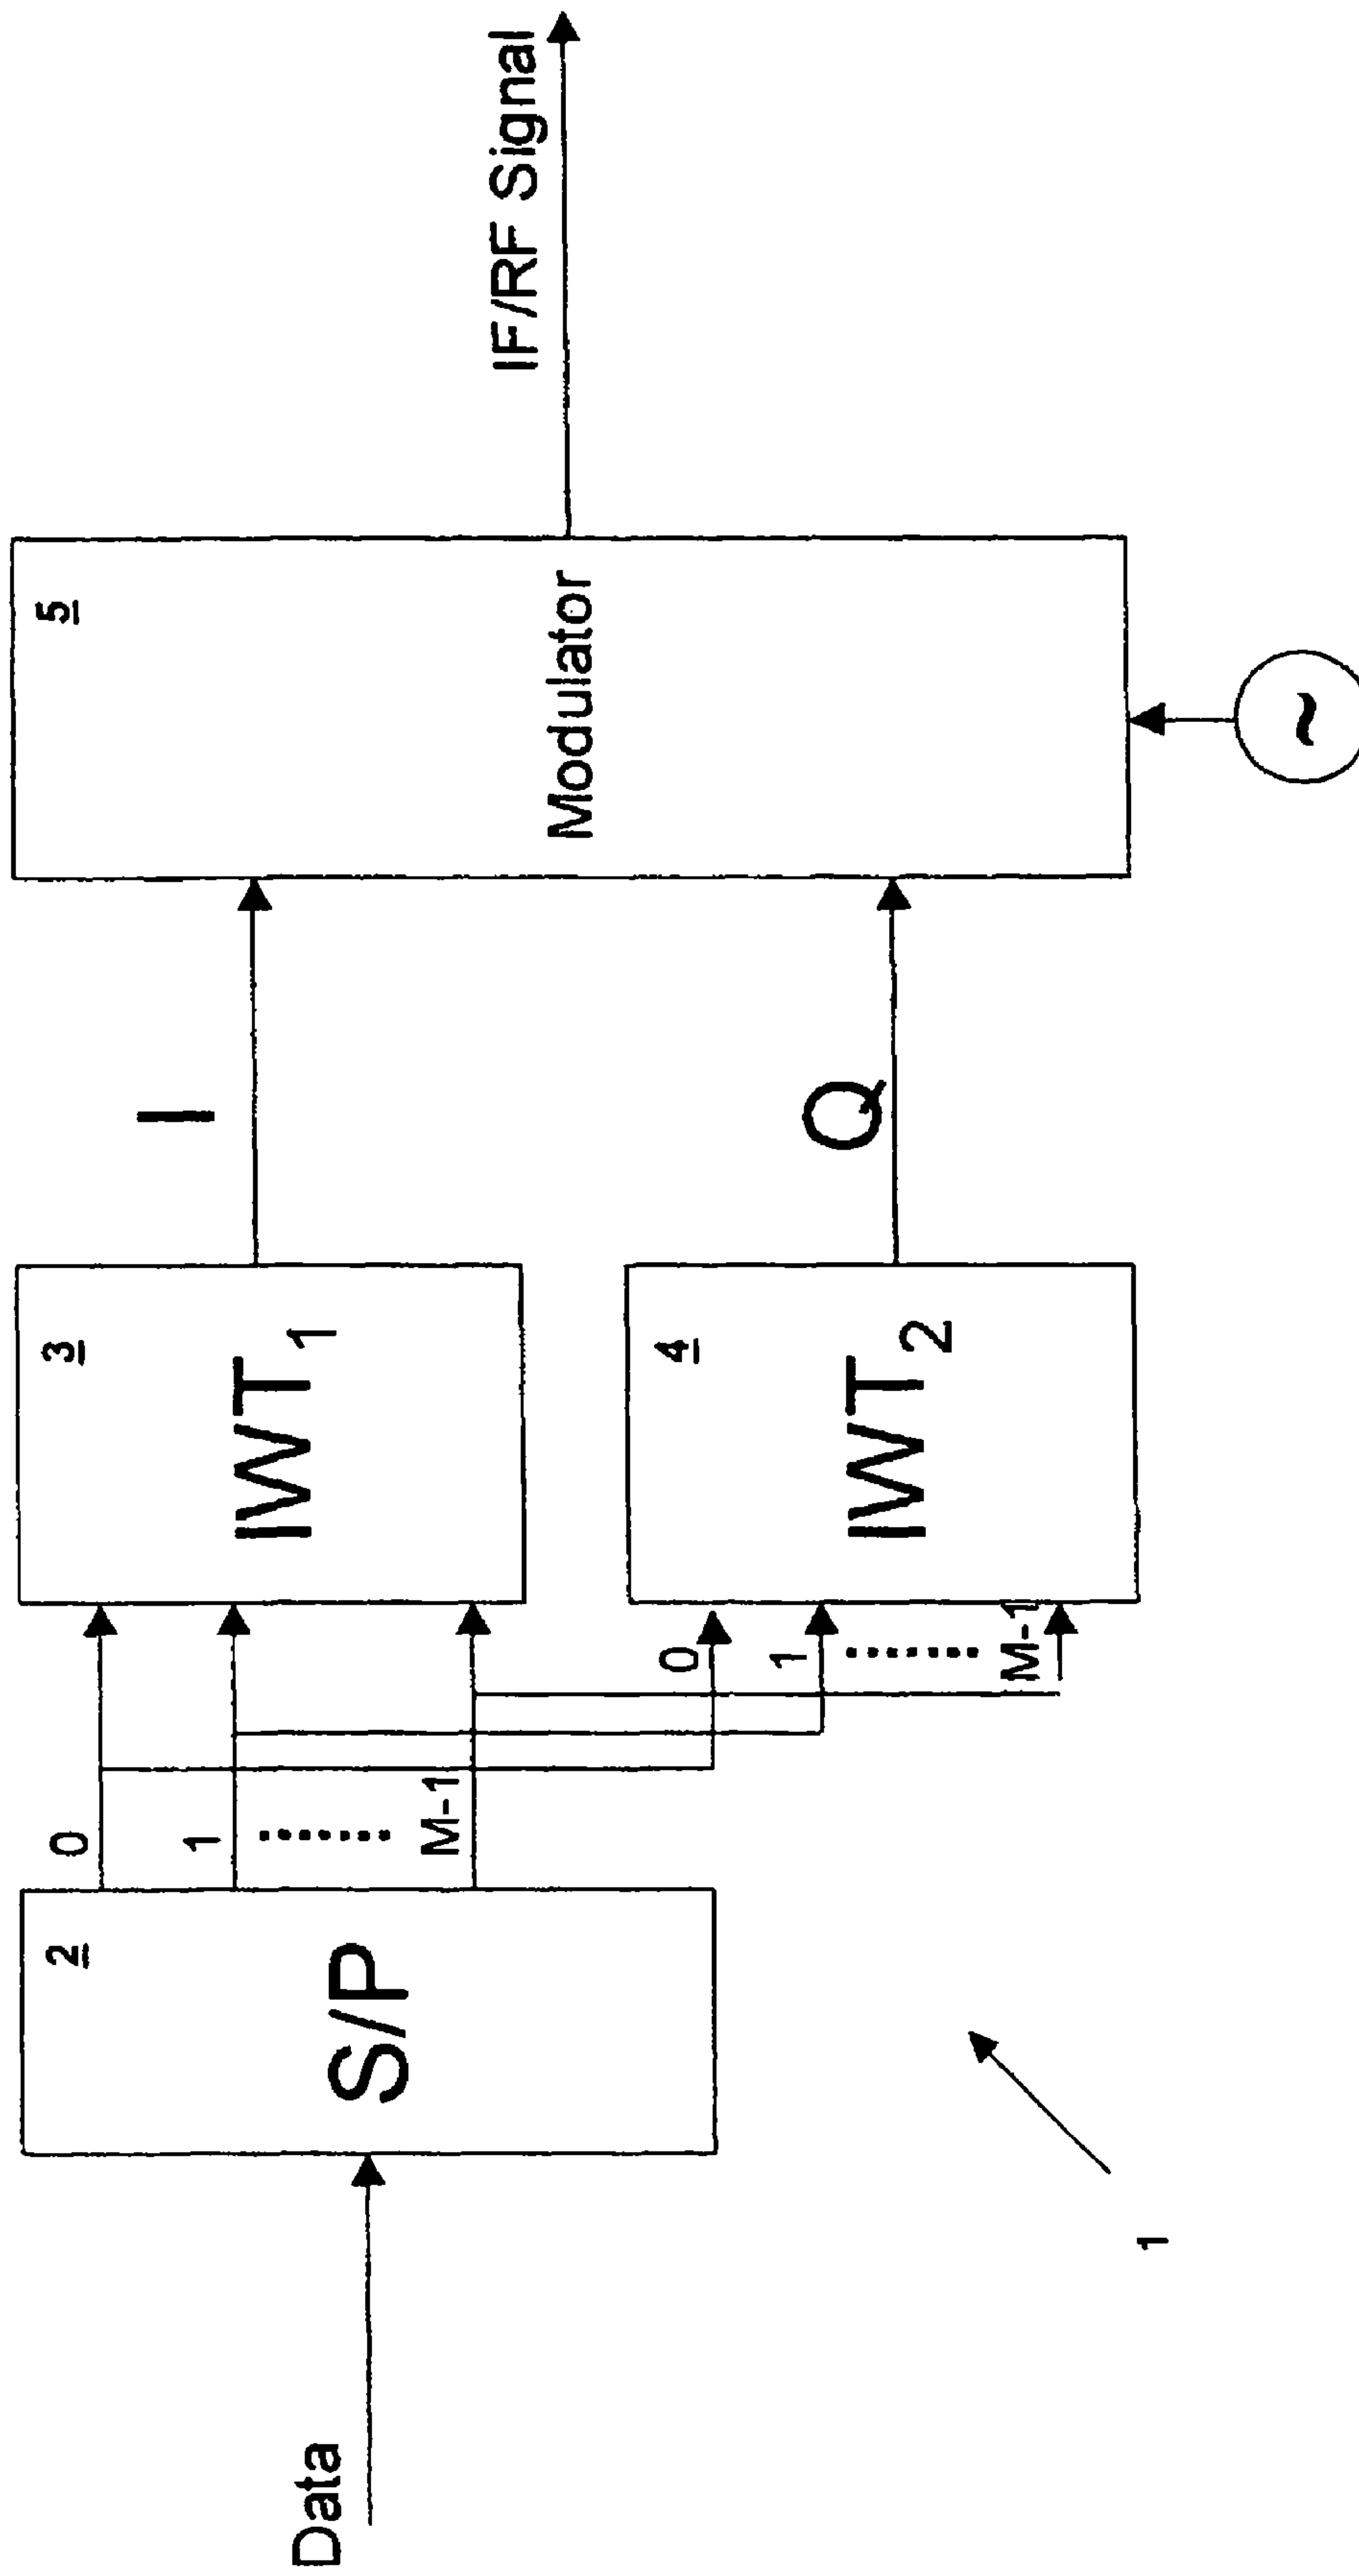 Data
2
S/P
0
1
M-1
0
1
M-1
3
IWT1
4
IWT2
I
Q
5
Modulator
~
IF/RF Signal
1